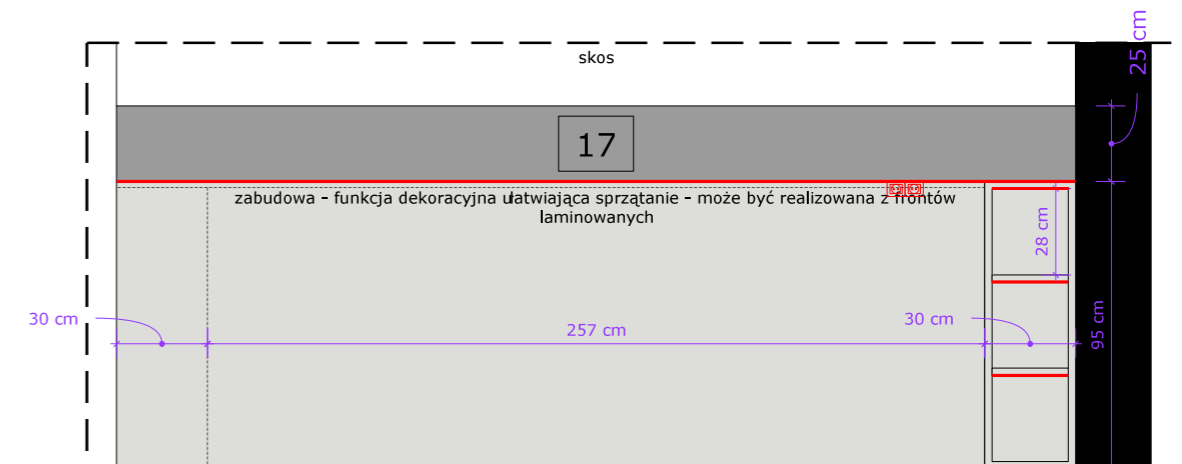 25 cm
skos
17
zabudowa - funkcja dekoracyjna ułatwiająca sprzątanie - może być realizowana z frontów
laminowanych
28 cm
30 cm
257 cm
30 cm
95 cm